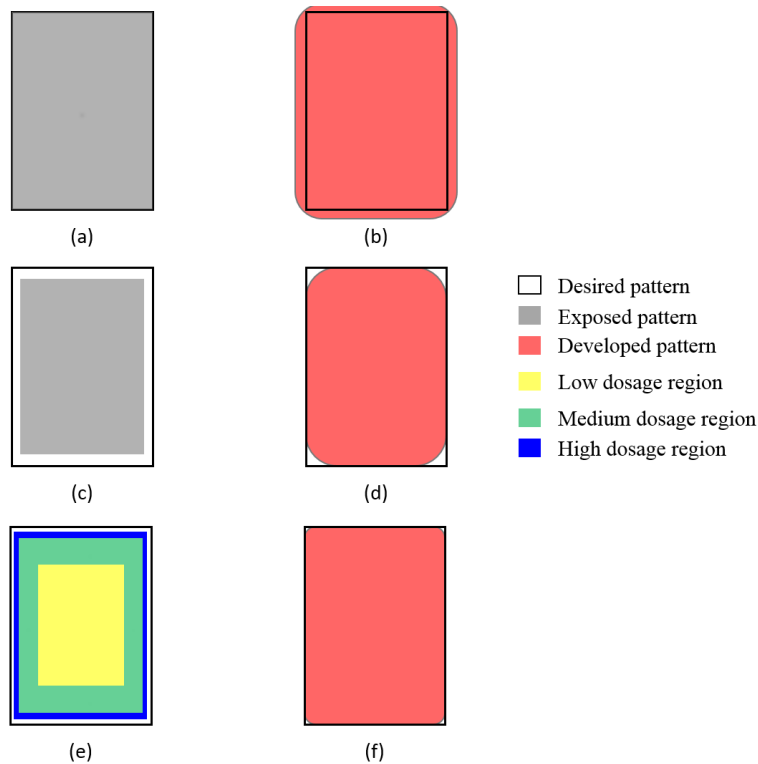 (a)
(b)
(c)
(d)
Desired pattern
Exposed pattern
Developed pattern
Low dosage region
Medium dosage region
High dosage region
(e)
(f)